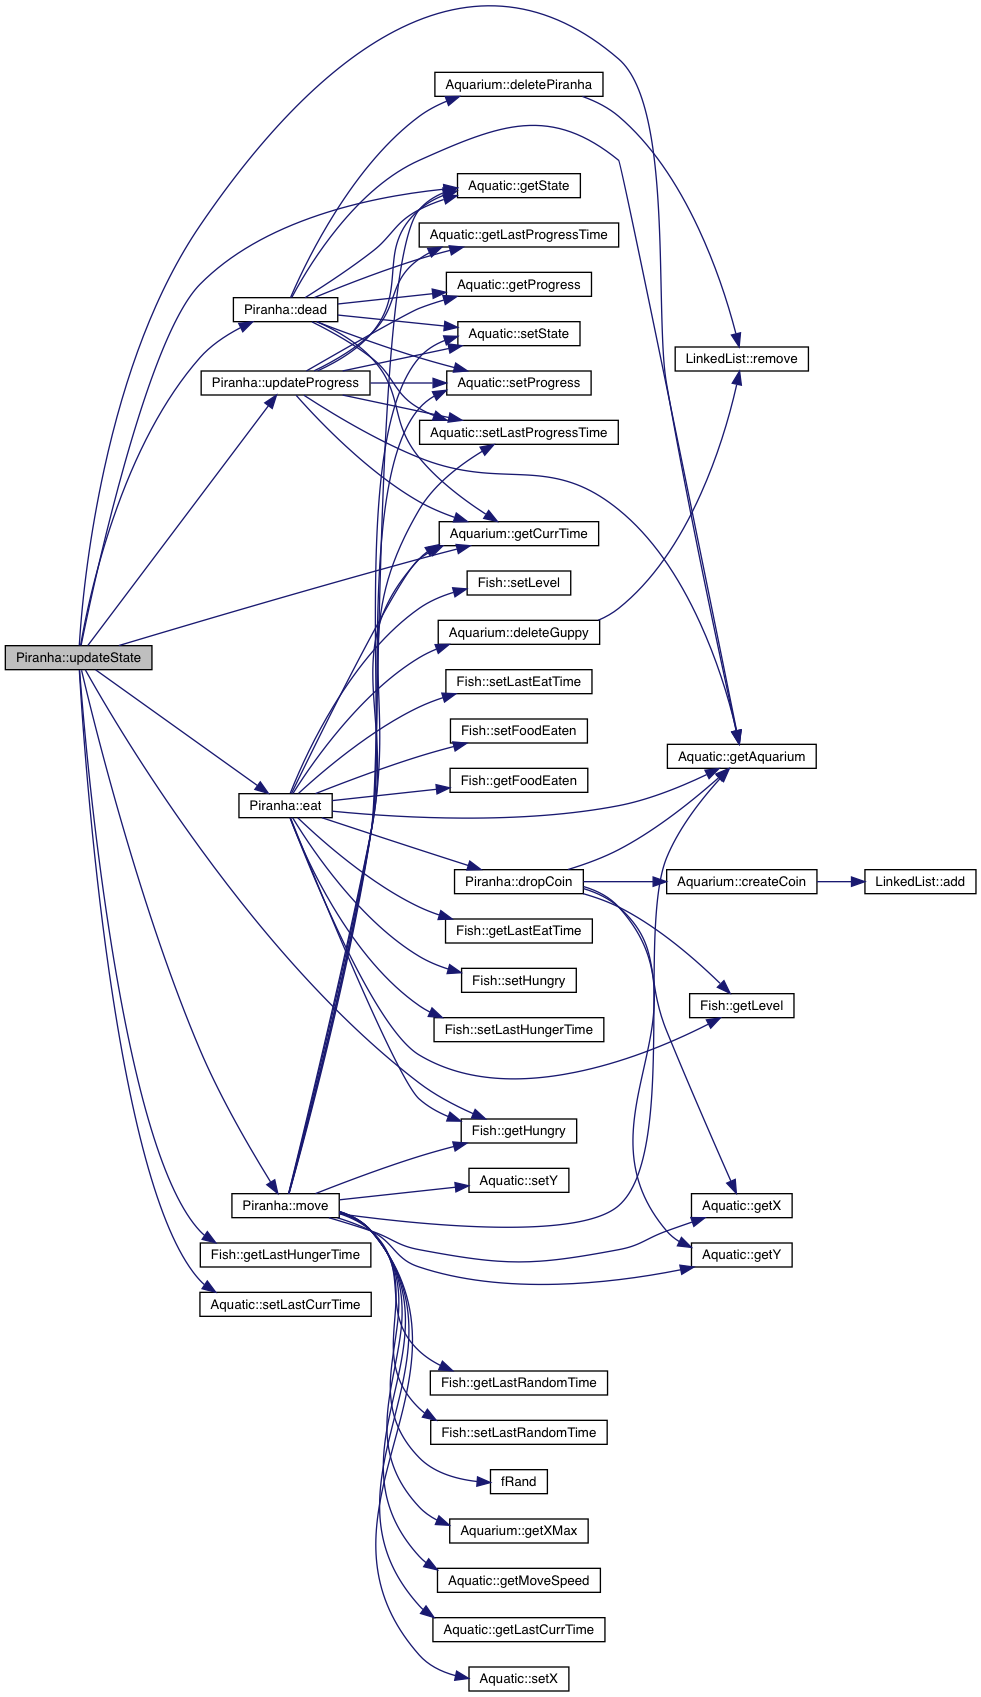 Aquarium::deletePiranha
Aquatic::getState
Aquatic::getLastProgressTime
Aquatic::getProgress
Piranha::dead
Aquatic::setState
LinkedList::remove
Piranha::updateProgress
Aquatic::setProgress
Aquatic::setLastProgressTime
Aquarium::getCurrTime
Fish::setLevel
Aquarium::deleteGuppy
Piranha::updateState
Fish::setLastEatTime
Fish::setFoodEaten
Aquatic::getAquarium
Fish::getFoodEaten
Piranha::eat
Piranha::dropCoin
Aquarium::createCoin
LinkedList::add
Fish::getLastEatTime
Fish::setHungry
Fish::getLevel
Fish::setLastHungerTime
Fish::getHungry
Aquatic::setY
Piranha::move
Aquatic::getX
Fish::getLastHungerTime
Aquatic::getY
Aquatic::setLastCurrTime
Fish::getLastRandomTime
Fish::setLastRandomTime
fRand
Aquarium::getXMax
Aquatic::getMoveSpeed
Aquatic::getLastCurrTime
Aquatic::setX